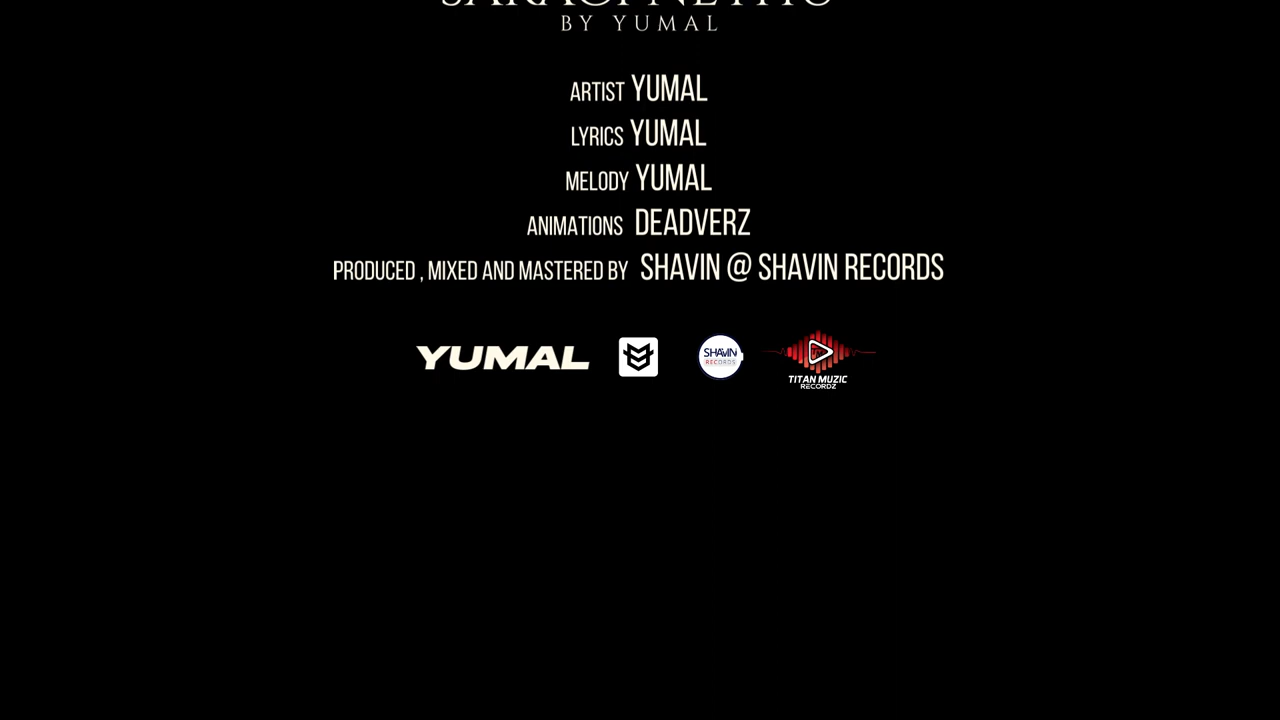 BY YUMAL
ARTIST YUMAL
LYRICS YUMAL
MELODY YUMAL
ANIMATIONS DEADVERZ
PRODUCED , MIXED AND MASTERED BY SHAVIN @ SHAVIN RECORDS
YUMAL
SHAVIN
RECORDS
TITAN MUZIC
RECORDZ